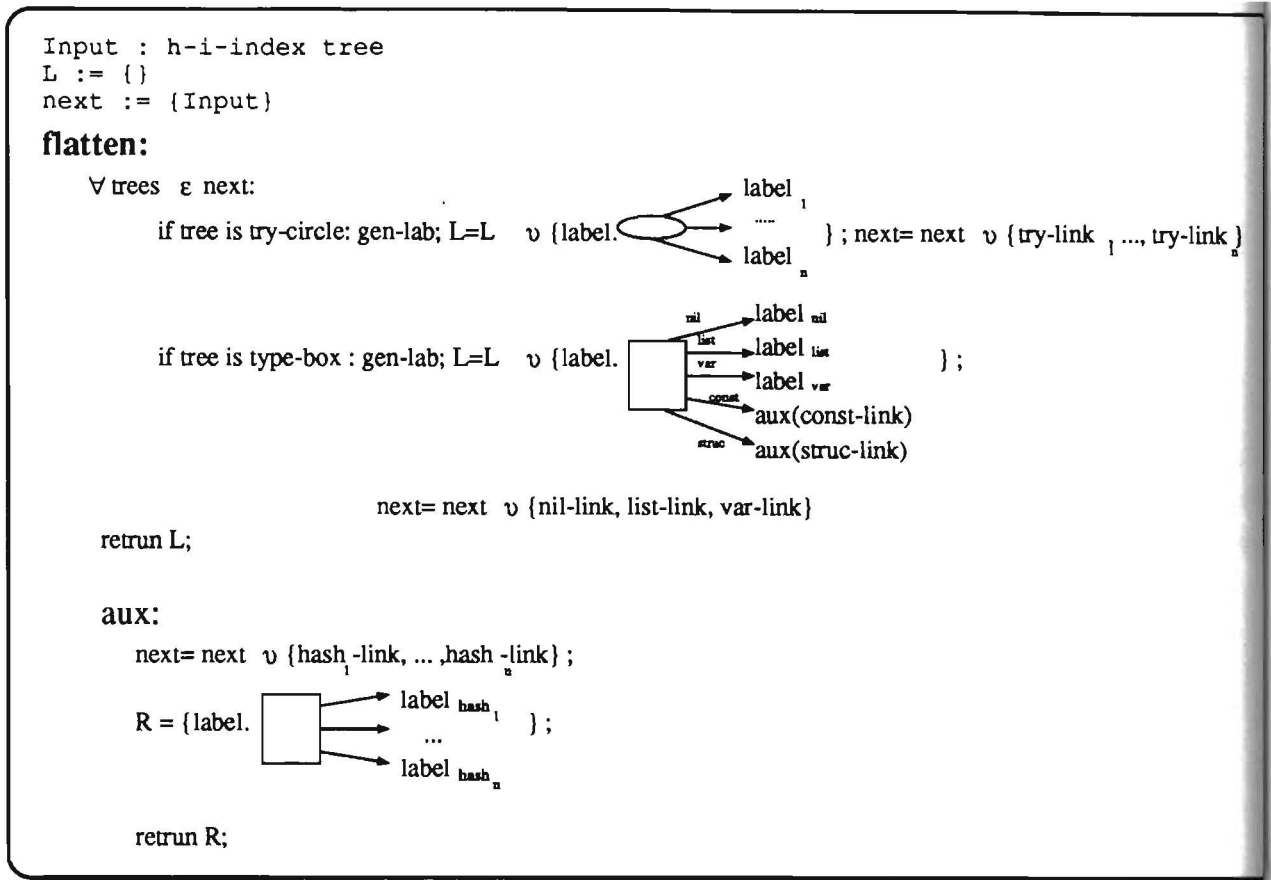 Input : h-i-index tree
L := {}
next := {Input}
flatten:
∀ trees ε next:
if tree is try-circle: gen-lab; L=L υ {label. label 1 ..... label n } ; next= next υ {try-link 1 ..., try-link n}
if tree is type-box : gen-lab; L=L υ {label. } ;
nil label nil
list label list
var label var
const aux(const-link)
struc aux(struc-link)
next= next υ {nil-link, list-link, var-link}
retrun L;
aux:
next= next υ {hash 1 -link, ... ,hash n -link} ;
R = {label. label hash 1 ... label hash n } ;
retrun R;